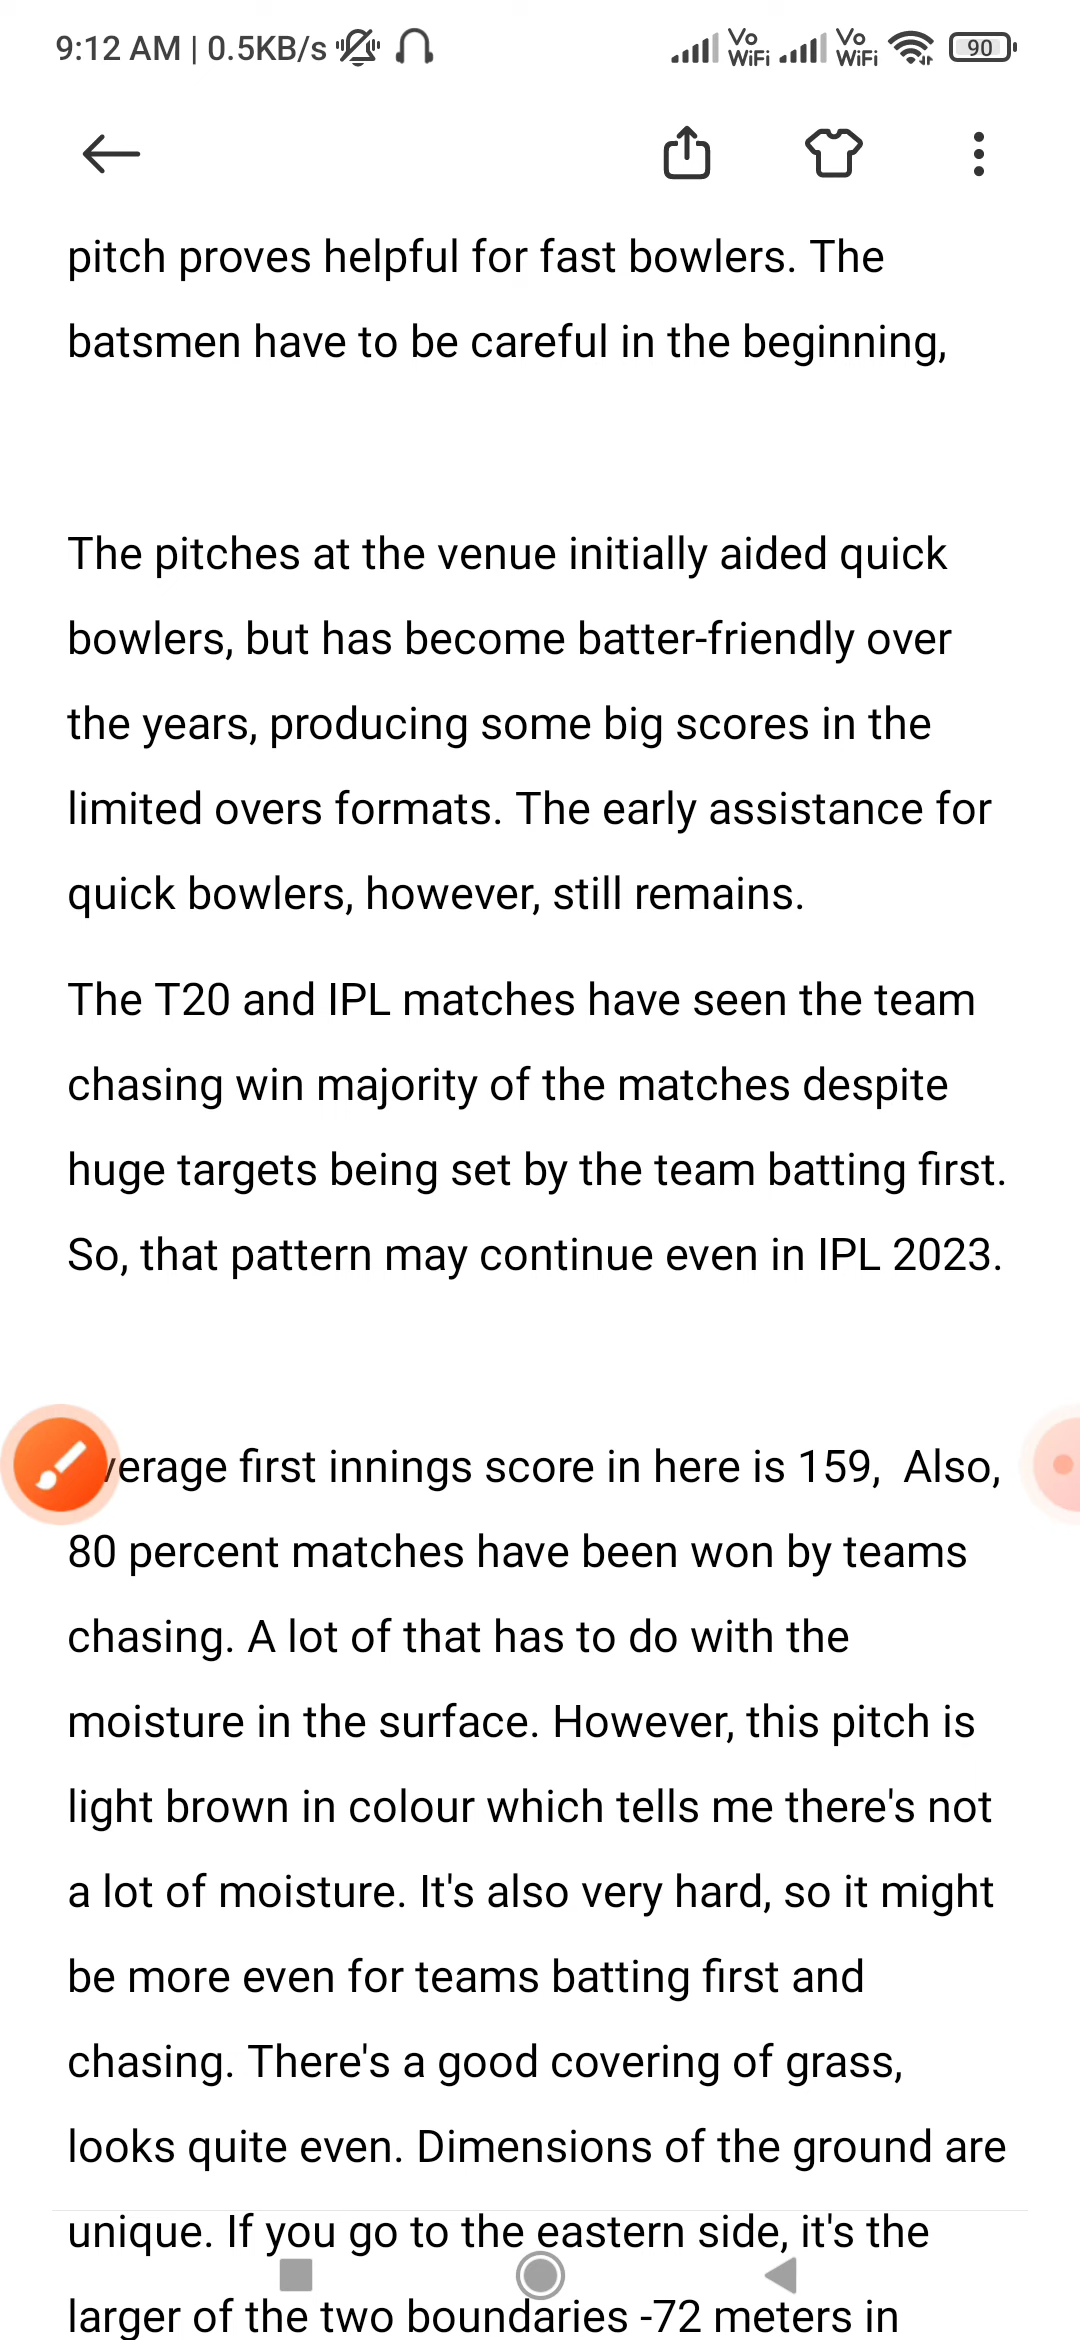 9:12 AM | 0.5KB/s
Vo WiFi Vo WiFi 90
pitch proves helpful for fast bowlers. The
batsmen have to be careful in the beginning,
The pitches at the venue initially aided quick
bowlers, but has become batter-friendly over
the years, producing some big scores in the
limited overs formats. The early assistance for
quick bowlers, however, still remains.
The T20 and IPL matches have seen the team
chasing win majority of the matches despite
huge targets being set by the team batting first.
So, that pattern may continue even in IPL 2023.
verage first innings score in here is 159,  Also,
80 percent matches have been won by teams
chasing. A lot of that has to do with the
moisture in the surface. However, this pitch is
light brown in colour which tells me there's not
a lot of moisture. It's also very hard, so it might
be more even for teams batting first and
chasing. There's a good covering of grass,
looks quite even. Dimensions of the ground are
unique. If you go to the eastern side, it's the
larger of the two boundaries -72 meters in